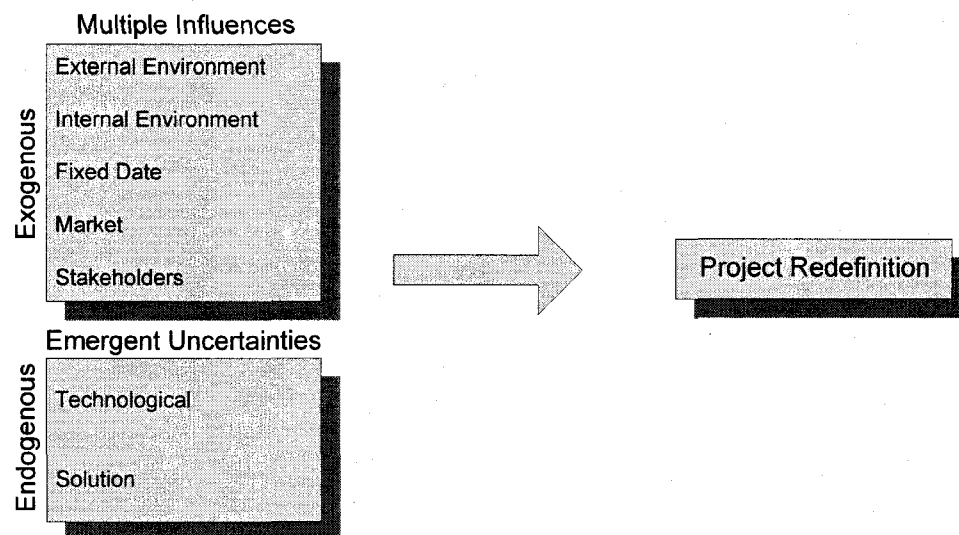 Multiple Influences
Exogenous
External Environment
Internal Environment
Fixed Date
Market
Stakeholders
Emergent Uncertainties
Endogenous
Technological
Solution
Project Redefinition